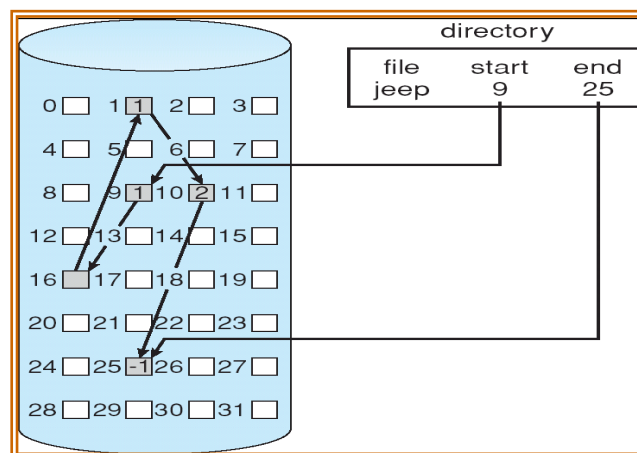 directory
file start end
jeep 9 25
0 1 1 2 3
4 5 6 7
8 9 1 10 2 11
12 13 14 15
16 17 18 19
20 21 22 23
24 25 -1 26 27
28 29 30 31